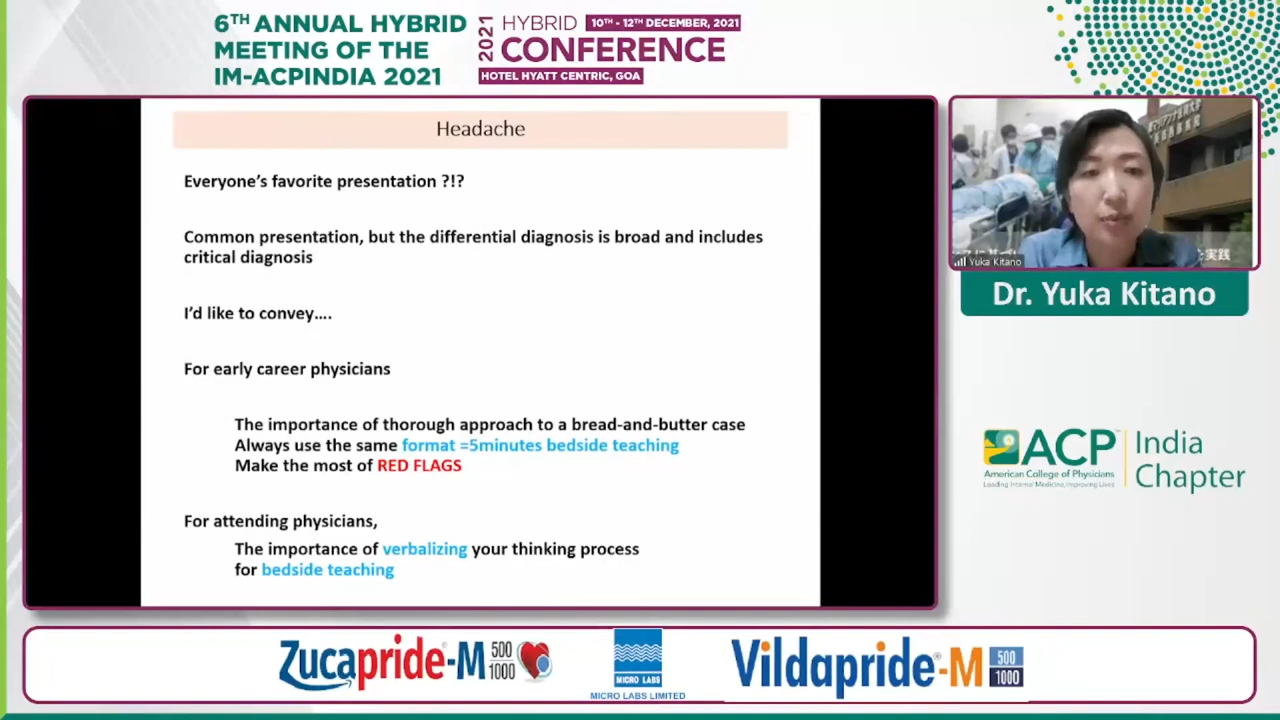 6TH ANNUAL HYBRID
MEETING OF THE
IM-ACPINDIA 2021
2021
HYBRID
10TH - 12TH DECEMBER, 2021
CONFERENCE
HOTEL HYATT CENTRIC, GOA
Headache
Everyone's favorite presentation ?!?
Common presentation, but the differential diagnosis is broad and includes
critical diagnosis
I'd like to convey....
For early career physicians
The importance of thorough approach to a bread-and-butter case
Always use the same format =5minutes bedside teaching
Make the most of RED FLAGS
For attending physicians,
The importance of verbalizing your thinking process
for bedside teaching
実践
Yuka Kitano
Dr. Yuka Kitano
ACP
American College of Physicians
Leading Internal Medicine, Improving Lives
India
Chapter
Zucapride-M 500
1000
MICRO LABS
MICRO LABS LIMITED
Vildapride-M 500
1000